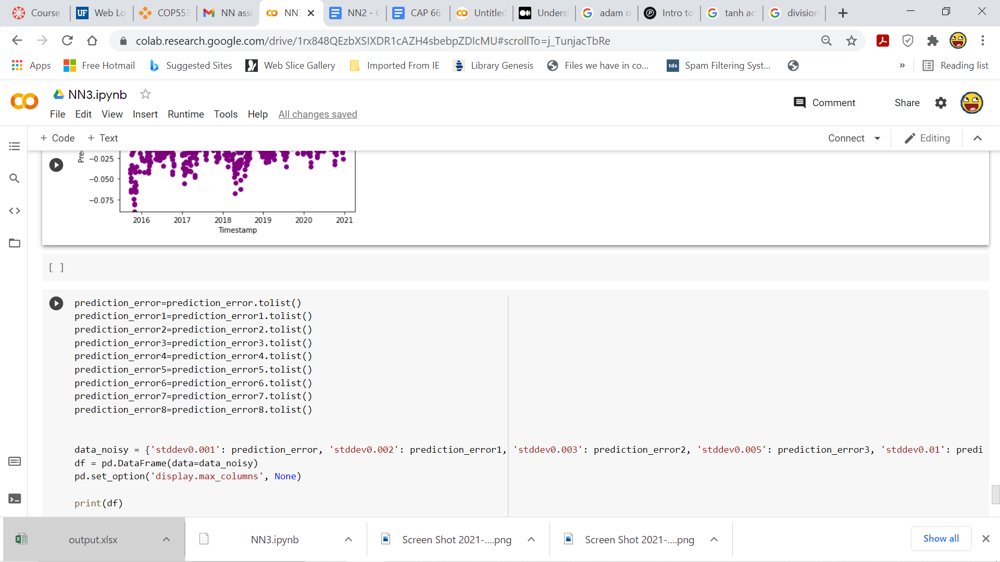 Course
UF Web Lo
COP553
NN assi
NN3
NN2 - G
CAP 66
Untitled
Unders
adam o
Intro to
tanh ac
division
colab.research.google.com/drive/1rx848QEzbXSIXDR1cAZH4sbebpZDIcMU#scrollTo=j_TunjacTbRe
Apps
Free Hotmail
Suggested Sites
Web Slice Gallery
Imported From IE
Library Genesis
Files we have in co...
tds Spam Filtering Syst...
»
Reading list
NN3.ipynb
Comment
Share
File Edit View Insert Runtime Tools Help All changes saved
+ Code + Text
Connect
Editing
Pre
−0.025
−0.050
−0.075
2016 2017 2018 2019 2020 2021
Timestamp
[ ]
prediction_error=prediction_error.tolist()
prediction_error1=prediction_error1.tolist()
prediction_error2=prediction_error2.tolist()
prediction_error3=prediction_error3.tolist()
prediction_error4=prediction_error4.tolist()
prediction_error5=prediction_error5.tolist()
prediction_error6=prediction_error6.tolist()
prediction_error7=prediction_error7.tolist()
prediction_error8=prediction_error8.tolist()
data_noisy = {'stddev0.001': prediction_error, 'stddev0.002': prediction_error1, 'stddev0.003': prediction_error2, 'stddev0.005': prediction_error3, 'stddev0.01': predi
df = pd.DataFrame(data=data_noisy)
pd.set_option('display.max_columns', None)
print(df)
output.xlsx
NN3.ipynb
Screen Shot 2021-....png
Screen Shot 2021-....png
Show all